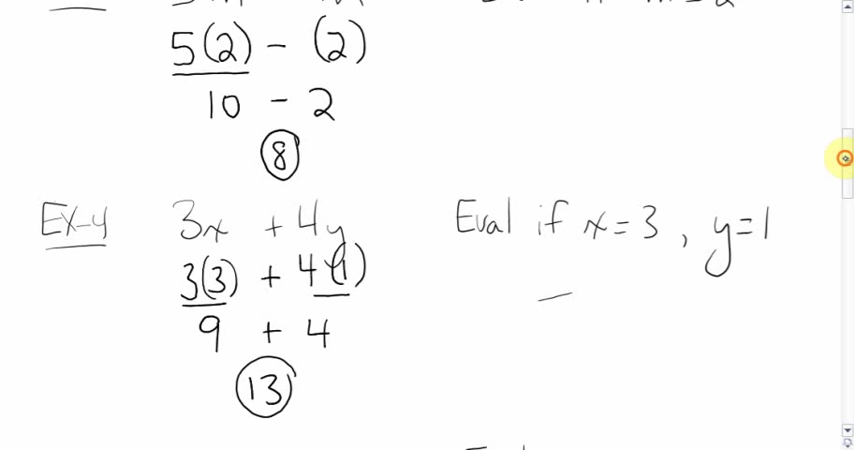 5(2) - (2)
10 - 2
8
Ex-4 3x + 4y Eval if x = 3, y = 1
3(3) + 4(1)
9 + 4
13